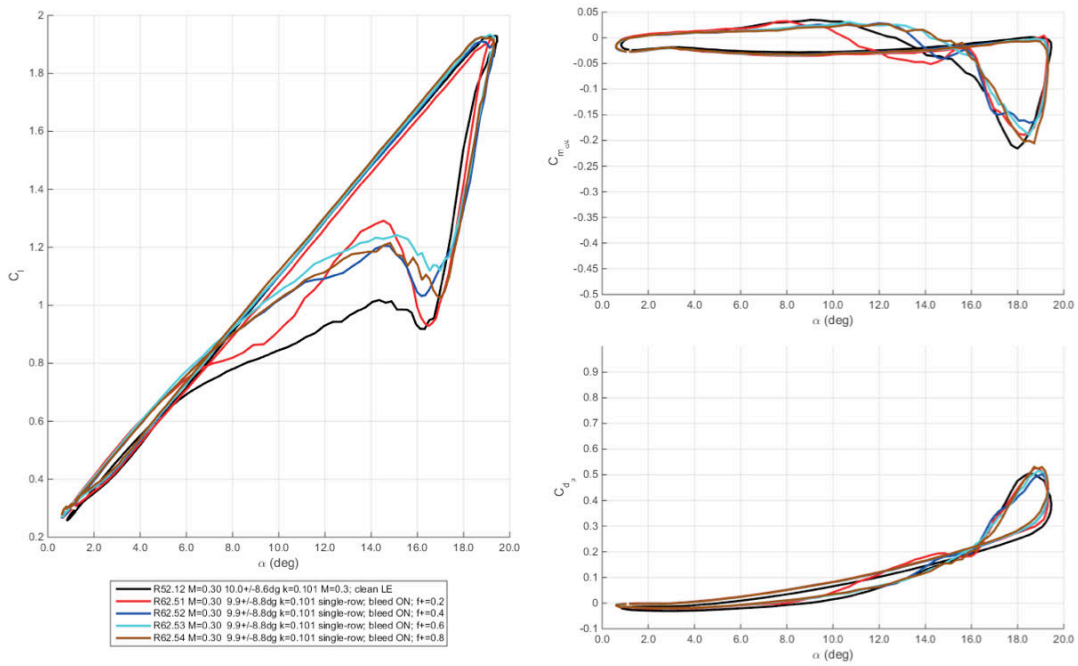 2
1.8
1.6
1.4
1.2
1
0.8
0.6
0.4
0.2
C_l
0.0 2.0 4.0 6.0 8.0 10.0 12.0 14.0 16.0 18.0 20.0
α (deg)
R52.12 M=0.30 10.0+/-8.6dg k=0.101 M=0.3; clean LE
R62.51 M=0.30 9.9+/-8.8dg k=0.101 single-row; bleed ON; f+=0.2
R62.52 M=0.30 9.9+/-8.8dg k=0.101 single-row; bleed ON; f+=0.4
R62.53 M=0.30 9.9+/-8.8dg k=0.101 single-row; bleed ON; f+=0.6
R62.54 M=0.30 9.9+/-8.8dg k=0.101 single-row; bleed ON; f+=0.8
0.05
0
-0.05
-0.1
-0.15
-0.2
-0.25
-0.3
0.35
-0.4
-0.45
-0.5
0.0 2.0 4.0 6.0 8.0 10.0 12.0 14.0 16.0 18.0 20.0
α (deg)
0.9
0.8
0.7
0.6
0.5
0.4
0.3
0.2
0.1
0
-0.1
0.0 2.0 4.0 6.0 8.0 10.0 12.0 14.0 16.0 18.0 20.0
α (deg)